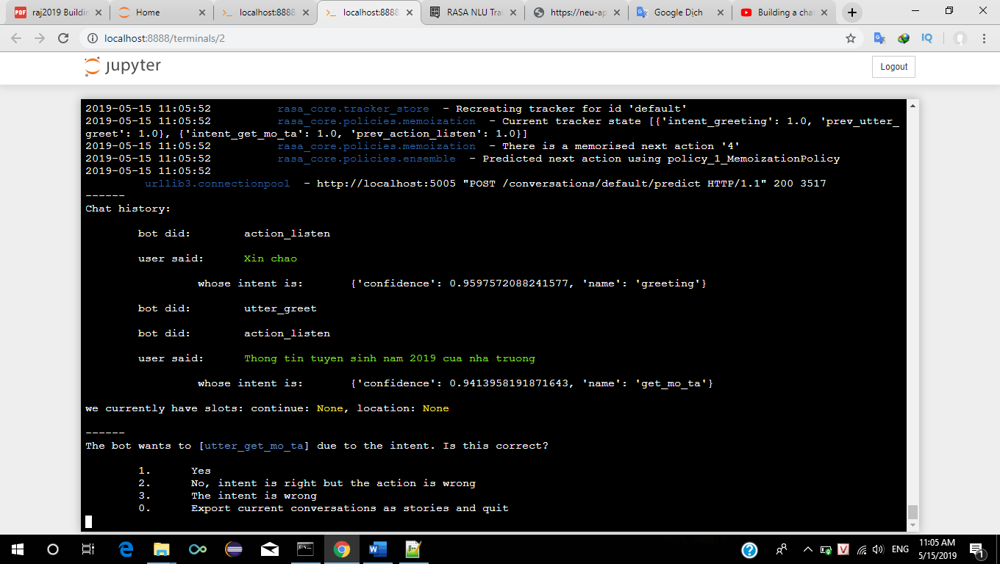 raj2019 Buildin
Home
localhost:8888
localhost:8888
RASA NLU Trai
https://neu-ap
Google Dịch
Building a cha
localhost:8888/terminals/2
IQ
jupyter
Logout
2019-05-15 11:05:52 rasa_core.tracker_store - Recreating tracker for id 'default'
2019-05-15 11:05:52 rasa_core.policies.memoization - Current tracker state [{'intent_greeting': 1.0, 'prev_utter_
greet': 1.0}, {'intent_get_mo_ta': 1.0, 'prev_action_listen': 1.0}]
2019-05-15 11:05:52 rasa_core.policies.memoization - There is a memorised next action '4'
2019-05-15 11:05:52 rasa_core.policies.ensemble - Predicted next action using policy_1_MemoizationPolicy
2019-05-15 11:05:52
urllib3.connectionpool - http://localhost:5005 "POST /conversations/default/predict HTTP/1.1" 200 3517
------
Chat history:
bot did: action_listen
user said: Xin chao
whose intent is: {'confidence': 0.9597572088241577, 'name': 'greeting'}
bot did: utter_greet
bot did: action_listen
user said: Thong tin tuyen sinh nam 2019 cua nha truong
whose intent is: {'confidence': 0.9413958191871643, 'name': 'get_mo_ta'}
we currently have slots: continue: None, location: None
------
The bot wants to [utter_get_mo_ta] due to the intent. Is this correct?
1. Yes
2. No, intent is right but the action is wrong
3. The intent is wrong
0. Export current conversations as stories and quit
ENG
11:05 AM
5/15/2019
1